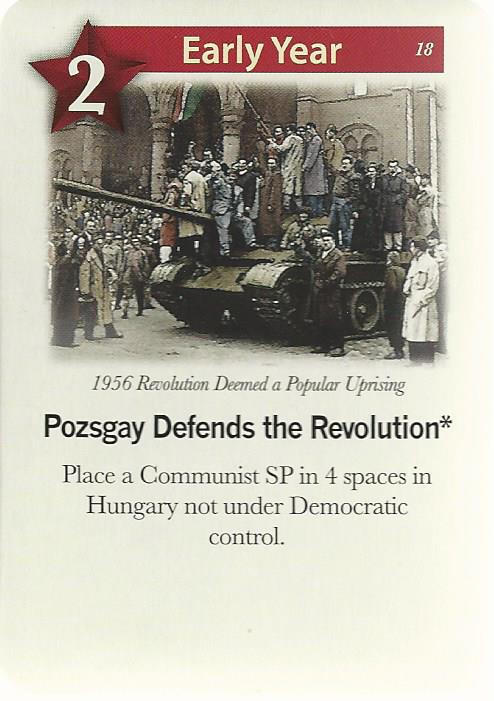 2
Early Year
18
1956 Revolution Deemed a Popular Uprising
Pozsgay Defends the Revolution*
Place a Communist SP in 4 spaces in
Hungary not under Democratic
control.